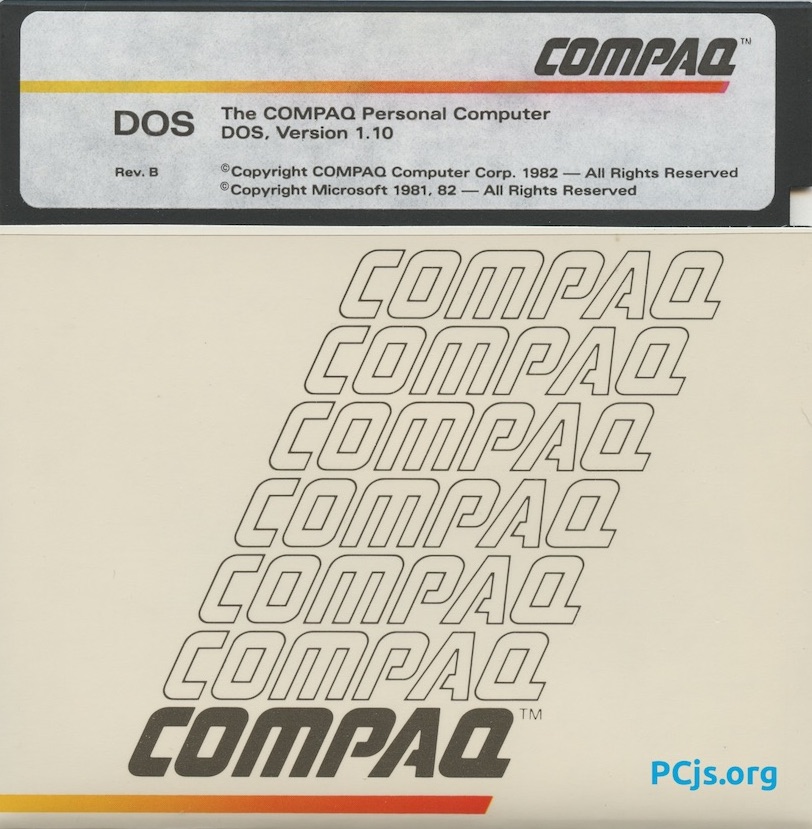 COMPAQ™
DOS
The COMPAQ Personal Computer
DOS, Version 1.10
Rev. B
©Copyright COMPAQ Computer Corp. 1982 — All Rights Reserved
©Copyright Microsoft 1981, 82 — All Rights Reserved
COMPAQ
COMPAQ
COMPAQ
COMPAQ
COMPAQ
COMPAQ
COMPAQ™
PCjs.org